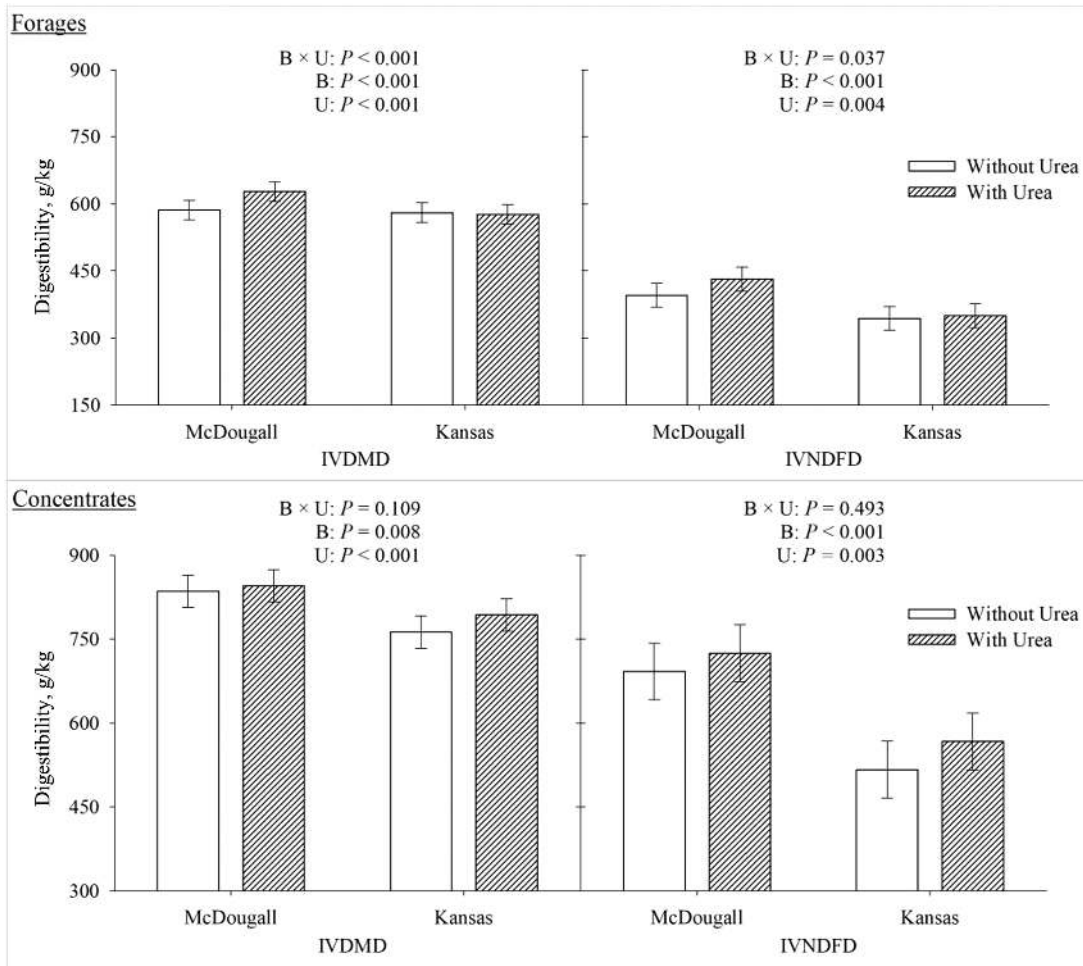 Forages
B × U: P < 0.001
B: P < 0.001
U: P < 0.001
B × U: P = 0.037
B: P < 0.001
U: P = 0.004
Digestibility, g/kg
900
750
600
450
300
150
Without Urea
With Urea
McDougall Kansas McDougall Kansas
IVDMD IVNDFD
Concentrates
B × U: P = 0.109
B: P = 0.008
U: P < 0.001
B × U: P = 0.493
B: P < 0.001
U: P = 0.003
Digestibility, g/kg
900
750
600
450
300
Without Urea
With Urea
McDougall Kansas McDougall Kansas
IVDMD IVNDFD